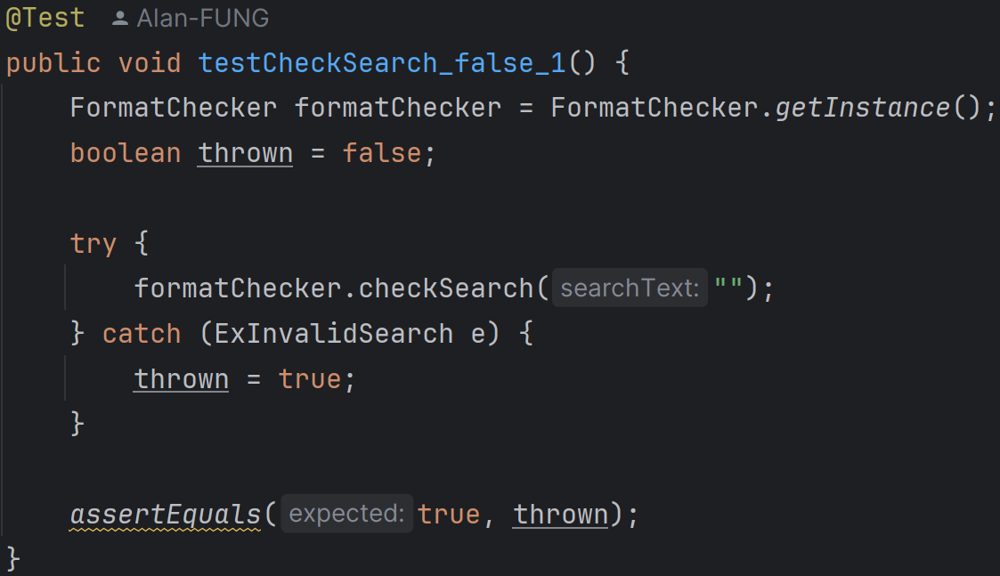 @Test Alan-FUNG
public void testCheckSearch_false_1() {
    FormatChecker formatChecker = FormatChecker.getInstance();
    boolean thrown = false;

    try {
        formatChecker.checkSearch( searchText: "");
    } catch (ExInvalidSearch e) {
        thrown = true;
    }

    assertEquals( expected: true, thrown);
}